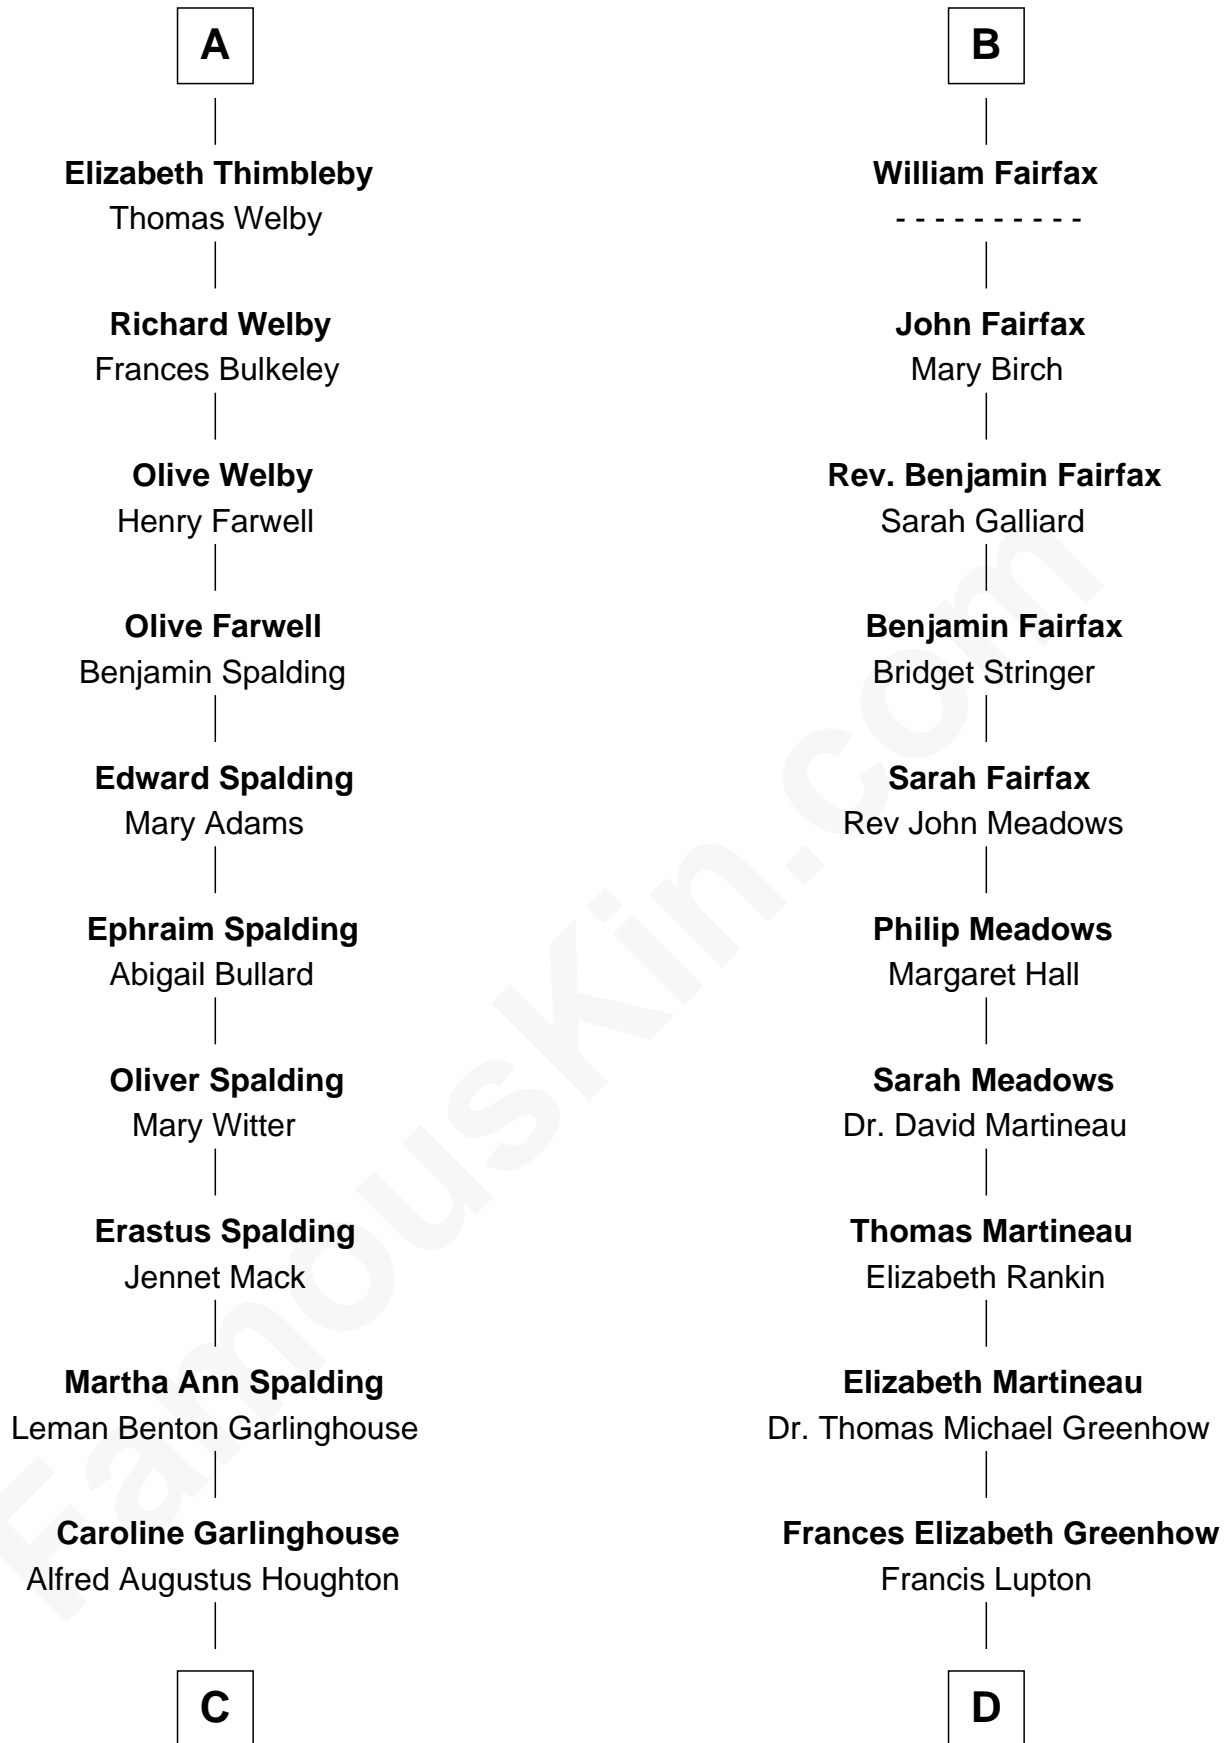 A
Elizabeth Thimbleby
Thomas Welby
Richard Welby
Frances Bulkeley
Olive Welby
Henry Farwell
Olive Farwell
Benjamin Spalding
Edward Spalding
Mary Adams
Ephraim Spalding
Abigail Bullard
Oliver Spalding
Mary Witter
Erastus Spalding
Jennet Mack
Martha Ann Spalding
Leman Benton Garlinghouse
Caroline Garlinghouse
Alfred Augustus Houghton
C
B
William Fairfax
- - - - - - - - - -
John Fairfax
Mary Birch
Rev. Benjamin Fairfax
Sarah Galliard
Benjamin Fairfax
Bridget Stringer
Sarah Fairfax
Rev John Meadows
Philip Meadows
Margaret Hall
Sarah Meadows
Dr. David Martineau
Thomas Martineau
Elizabeth Rankin
Elizabeth Martineau
Dr. Thomas Michael Greenhow
Frances Elizabeth Greenhow
Francis Lupton
D
FamousKin.com